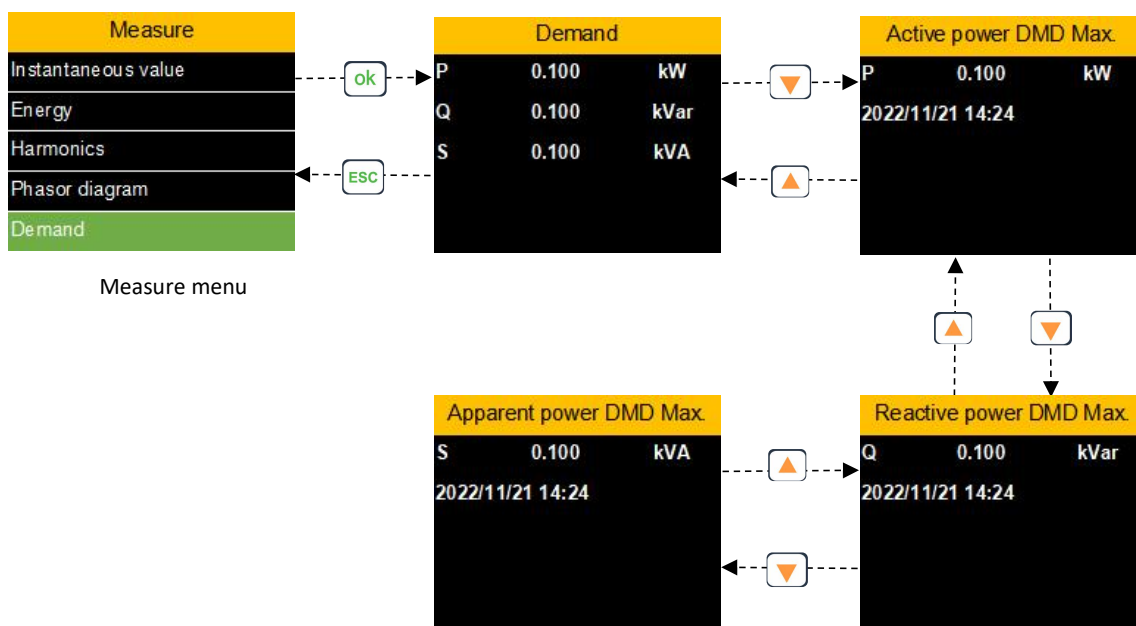 Measure
Instantaneous value
Energy
Harmonics
Phasor diagram
Demand
Measure menu
ok
ESC
Demand
P 0.100 kW
Q 0.100 kVar
S 0.100 kVA
Active power DMD Max.
P 0.100 kW
2022/11/21 14:24
Apparent power DMD Max.
S 0.100 kVA
2022/11/21 14:24
Reactive power DMD Max.
Q 0.100 kVar
2022/11/21 14:24